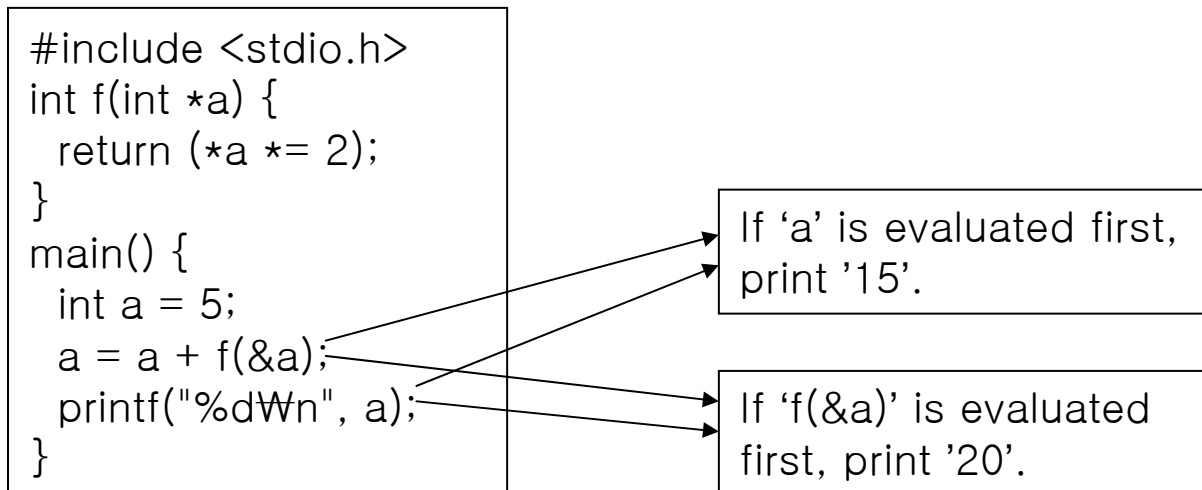 #include <stdio.h>
int f(int *a) {
return (*a *= 2);
}
main() {
int a = 5;
a = a + f(&a);
printf("%d₩n", a);
}
If ‘a’ is evaluated first,
print ’15’.
If ‘f(&a)’ is evaluated
first, print ’20’.